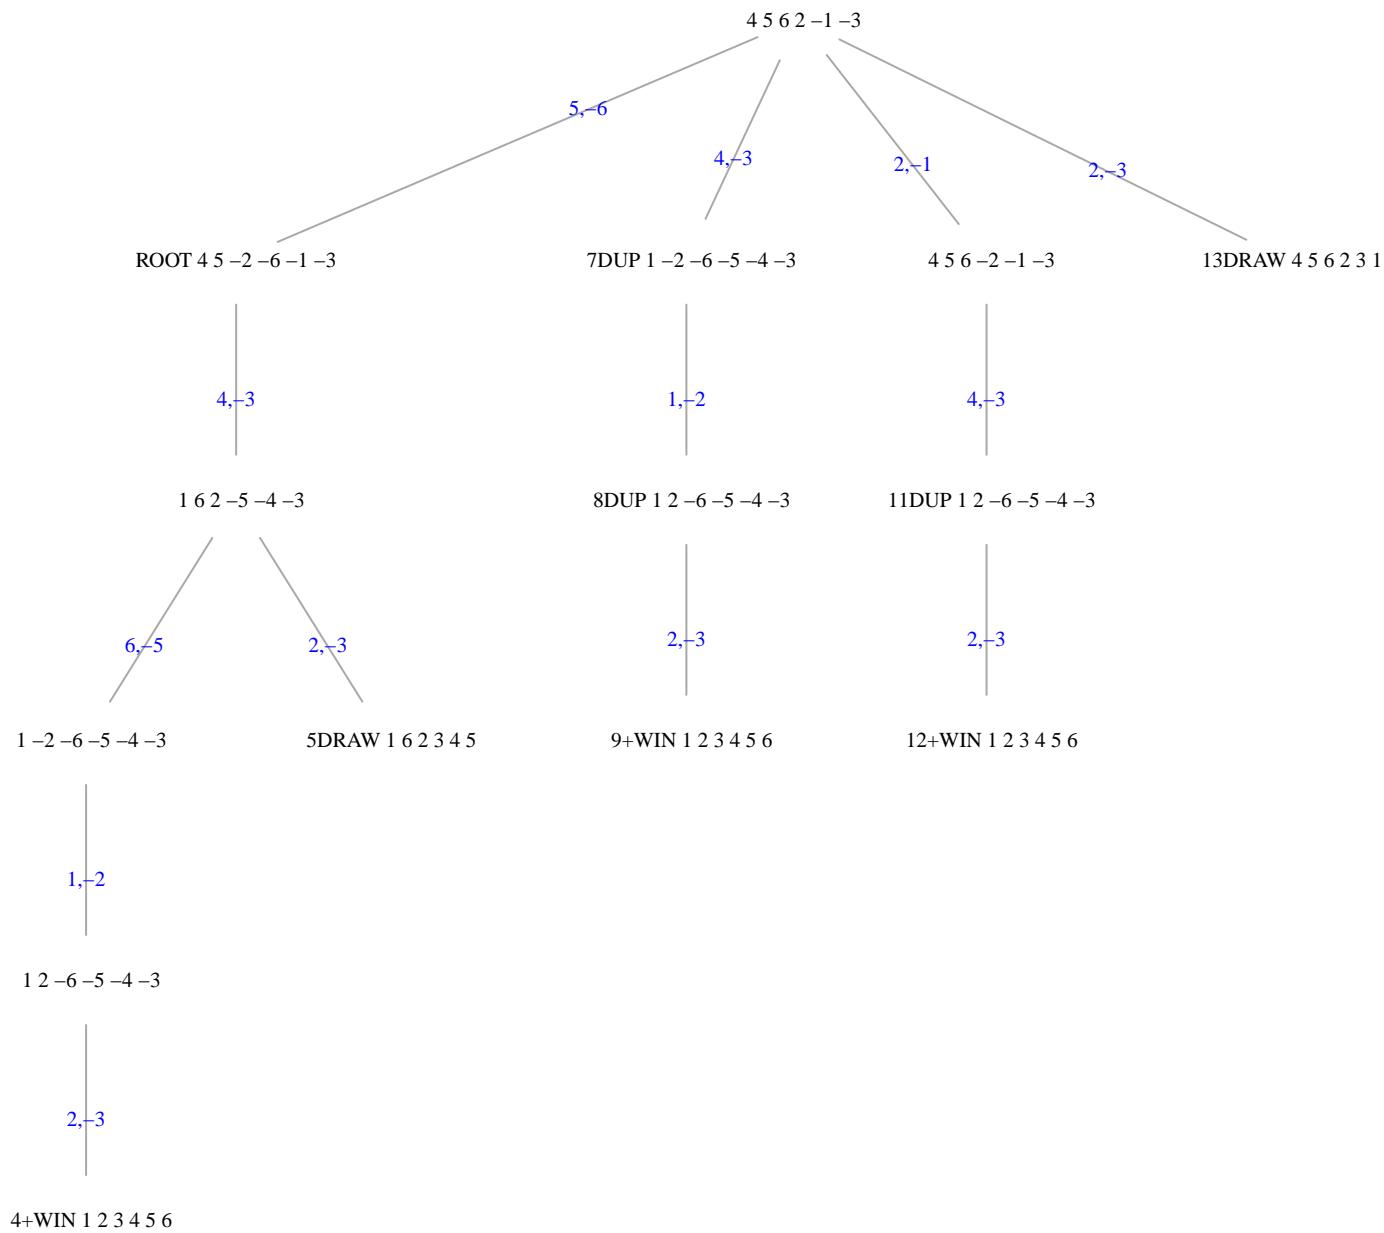 4 5 6 2 –1 –3
5,–6
4,–3
2,–1
2,–3
ROOT 4 5 –2 –6 –1 –3
7DUP 1 –2 –6 –5 –4 –3
4 5 6 –2 –1 –3
13DRAW 4 5 6 2 3 1
4,–3
1,–2
4,–3
1 6 2 –5 –4 –3
8DUP 1 2 –6 –5 –4 –3
11DUP 1 2 –6 –5 –4 –3
6,–5
2,–3
2,–3
2,–3
1 –2 –6 –5 –4 –3
5DRAW 1 6 2 3 4 5
9+WIN 1 2 3 4 5 6
12+WIN 1 2 3 4 5 6
1,–2
1 2 –6 –5 –4 –3
2,–3
4+WIN 1 2 3 4 5 6